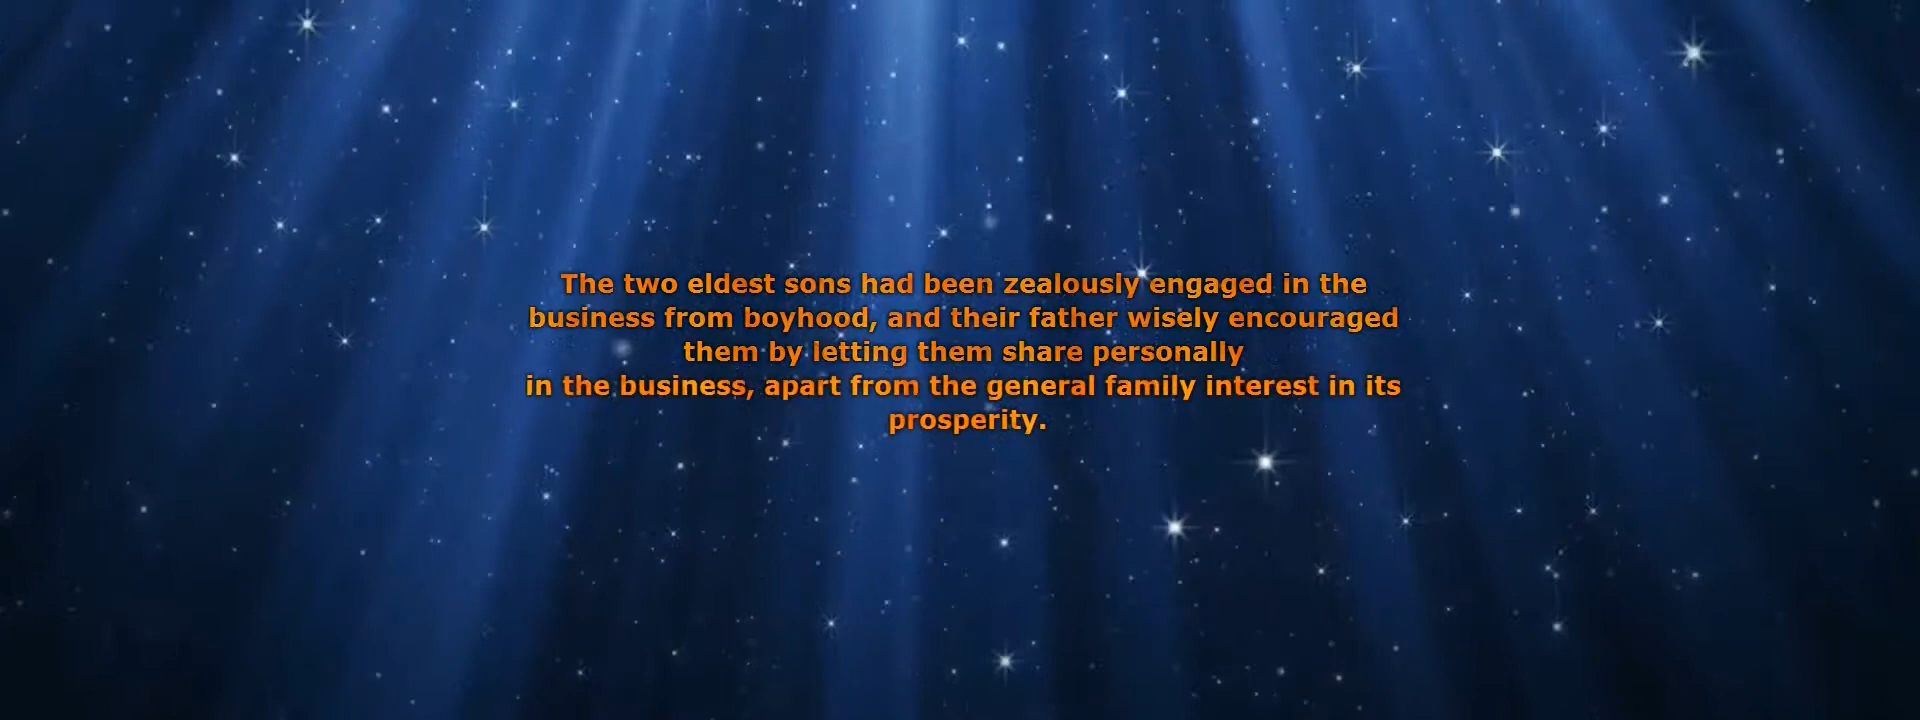 The two eldest sons had been zealously engaged in the
business from boyhood, and their father wisely encouraged
them by letting them share personally
in the business, apart from the general family interest in its
prosperity.